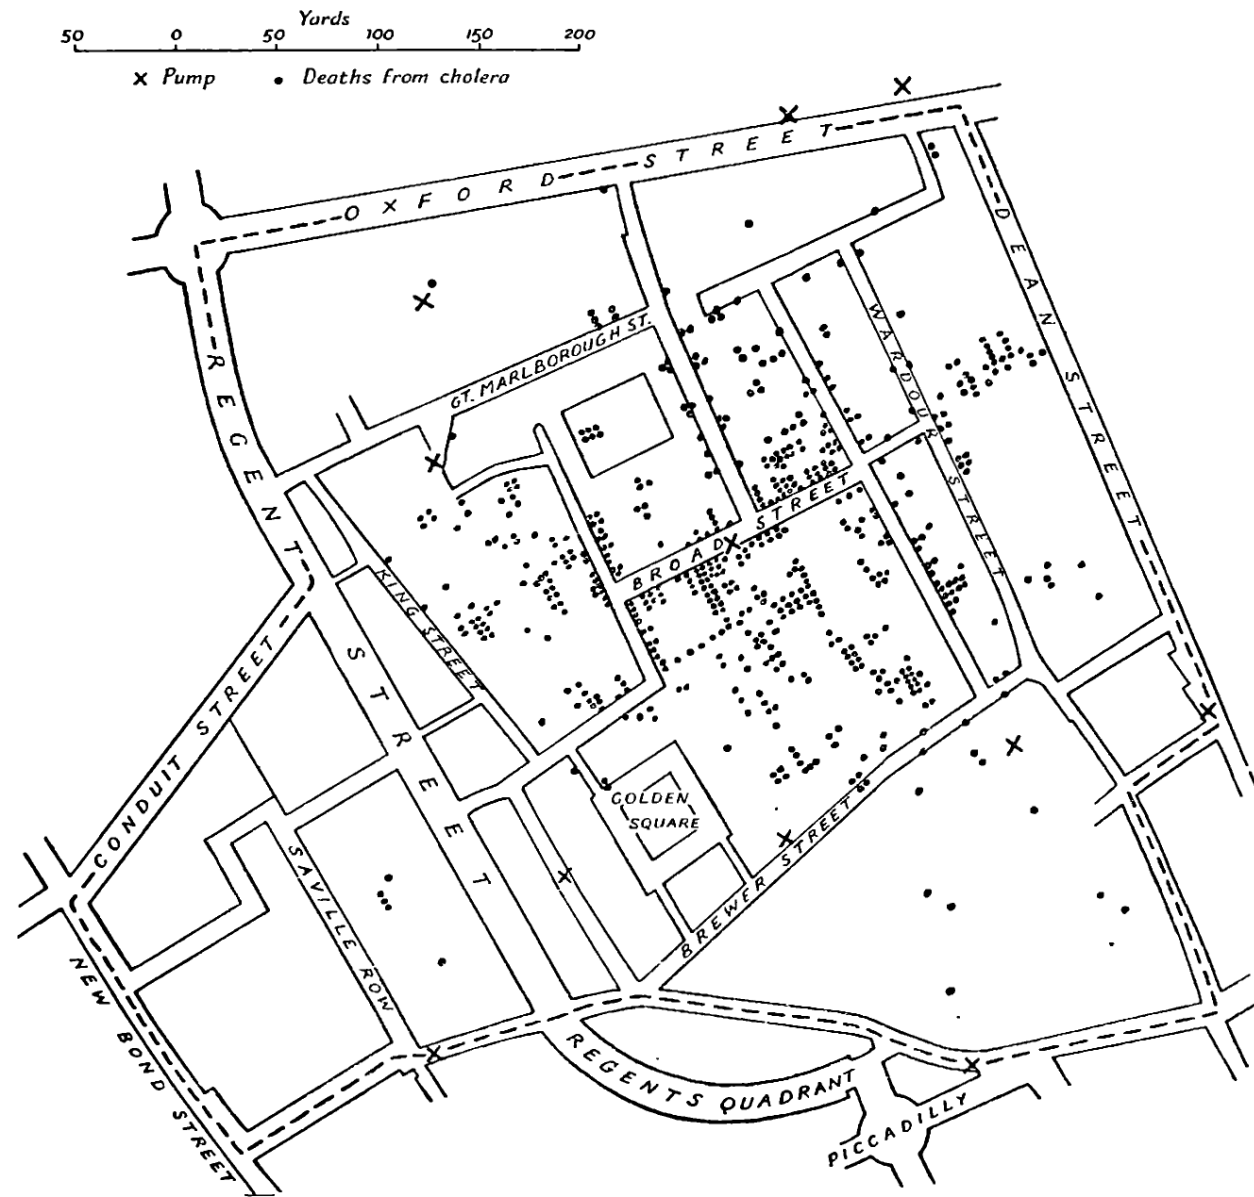 Yards
50 0 50 100 150 200
× Pump • Deaths from cholera
OXFORD STREET
DEAN STREET
REGENT STREET
WARDOUR STREET
GT. MARLBOROUGH ST.
BROAD STREET
KING STREET
CONDUIT STREET
GOLDEN
SQUARE
BREWER STREET
SAVILLE ROW
NEW BOND STREET
REGENTS QUADRANT
PICCADILLY